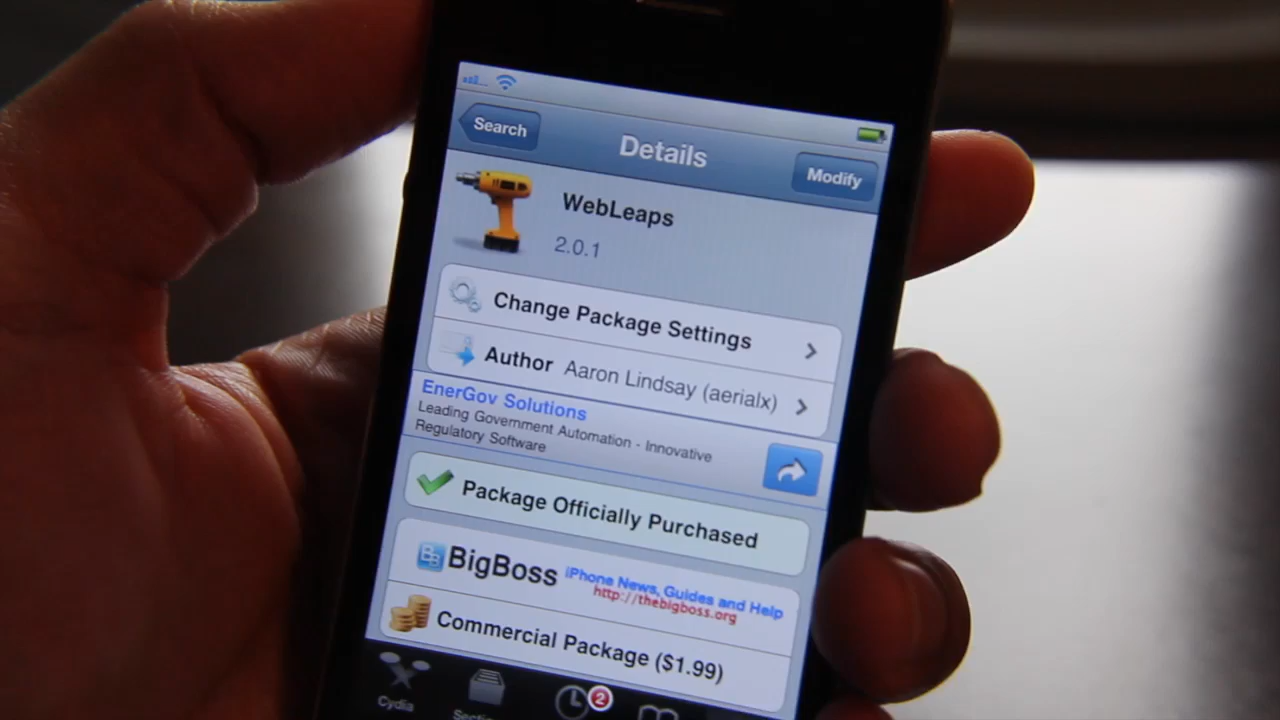 Search
Details
Modify
WebLeaps
2.0.1
Change Package Settings
Author Aaron Lindsay (aerialx)
EnerGov Solutions
Leading Government Automation - Innovative
Regulatory Software
Package Officially Purchased
BigBoss
iPhone News, Guides and Help
http://thebigboss.org
Commercial Package ($1.99)
2
Cydia